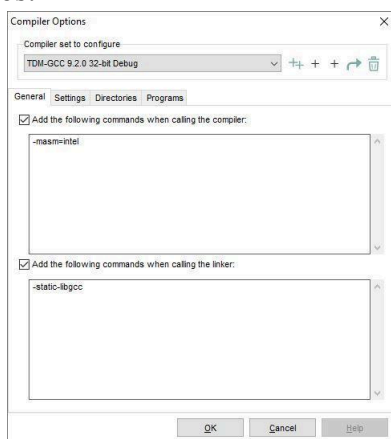 Compiler Options
Compiler set to configure
TDM-GCC 9.2.0 32-bit Debug
General Settings Directories Programs
Add the following commands when calling the compiler:
-masm=intel
Add the following commands when calling the linker:
-static-libgcc
OK Cancel Help